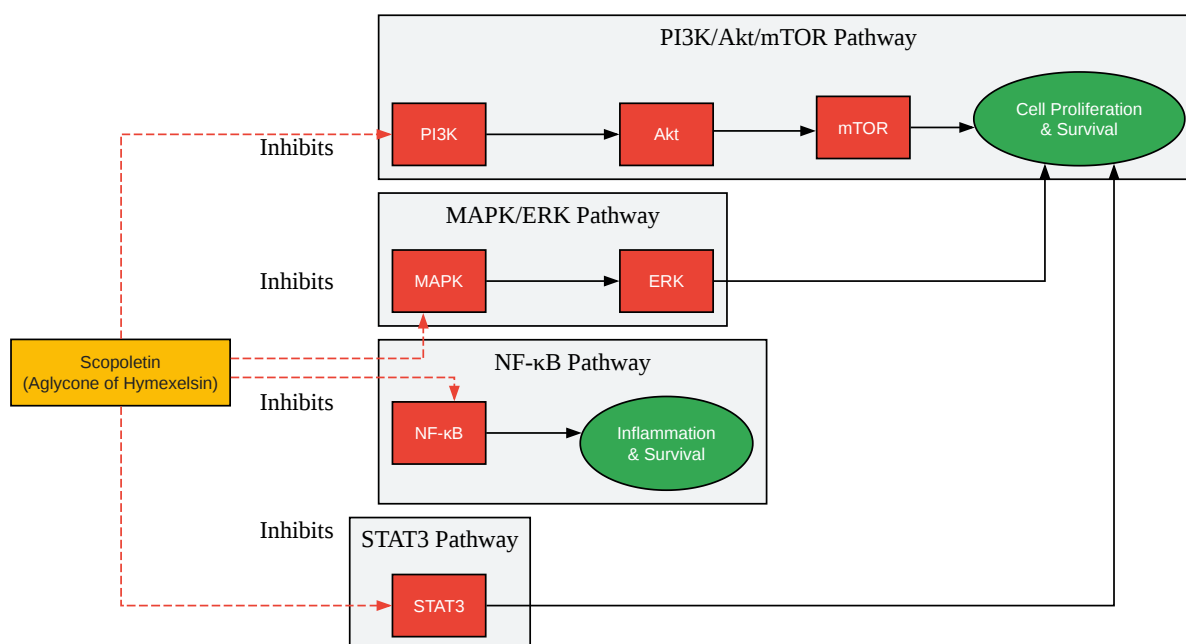 PI3K/Akt/mTOR Pathway
PI3K
Akt
mTOR
Cell Proliferation
& Survival
Inhibits
MAPK/ERK Pathway
MAPK
ERK
Inhibits
Scopoletin
(Aglycone of Hymexelsin)
NF-κB Pathway
Inhibits
NF-κB
Inflammation
& Survival
Inhibits
STAT3 Pathway
STAT3